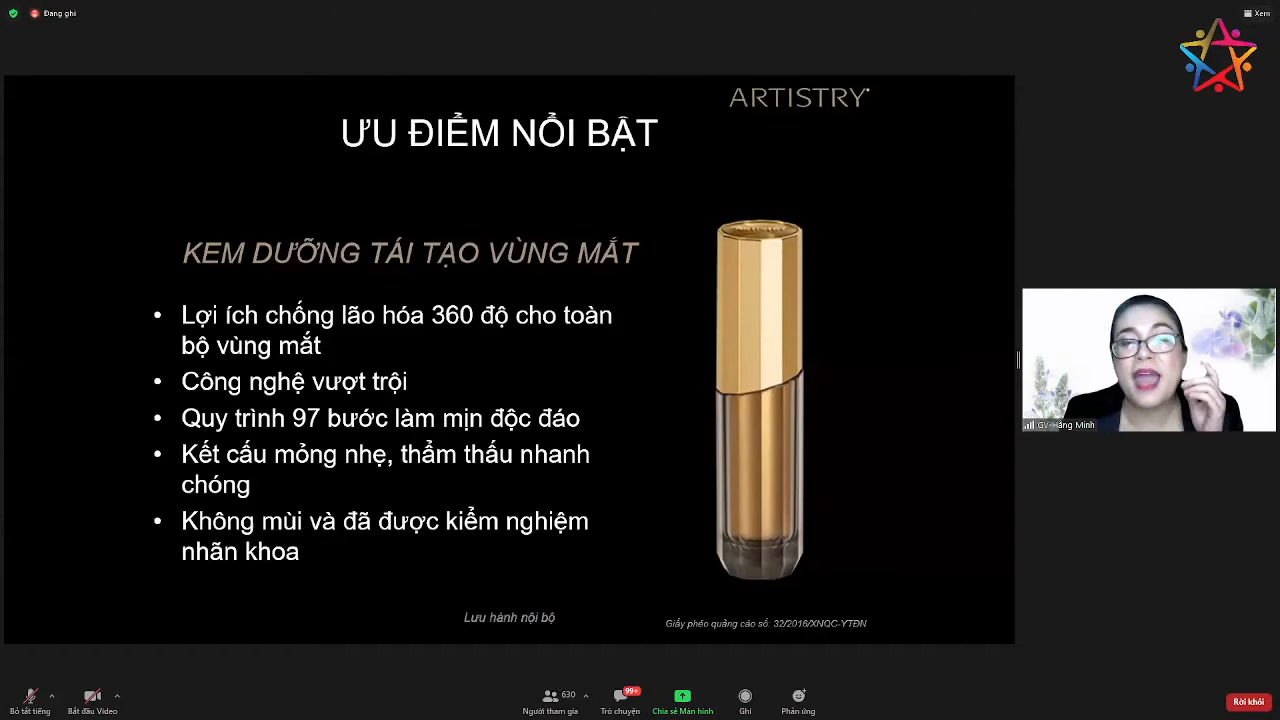 Đang ghi
Xem
ARTISTRY
ƯU ĐIỂM NỔI BẬT
KEM DƯỠNG TÁI TẠO VÙNG MẮT
• Lợi ích chống lão hóa 360 độ cho toàn
bộ vùng mắt
• Công nghệ vượt trội
• Quy trình 97 bước làm mịn độc đáo
• Kết cấu mỏng nhẹ, thẩm thấu nhanh
chóng
• Không mùi và đã được kiểm nghiệm
nhãn khoa
GV-Hằng Minh
Lưu hành nội bộ
Giấy phép quảng cáo số: 32/2016/XNQC-YTĐN
Bỏ tắt tiếng
Bắt đầu Video
630
Người tham gia
99+
Trò chuyện
Chia sẻ Màn hình
Ghi
Phản ứng
Rời khỏi